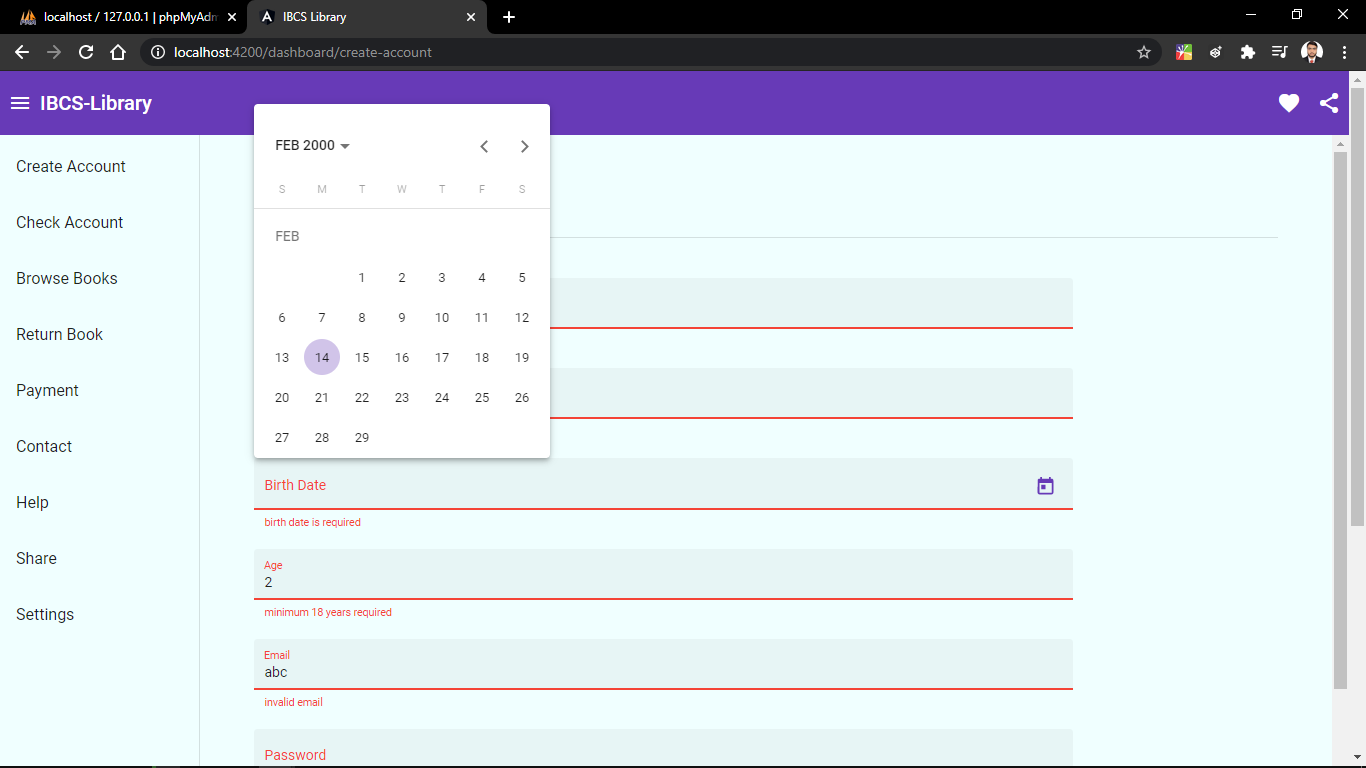 localhost / 127.0.0.1 | phpMyAdm
IBCS Library
localhost:4200/dashboard/create-account
IBCS-Library
Create Account
Check Account
Browse Books
Return Book
Payment
Contact
Help
Share
Settings
FEB 2000
S M T W T F S
FEB
1 2 3 4 5
6 7 8 9 10 11 12
13 14 15 16 17 18 19
20 21 22 23 24 25 26
27 28 29
Birth Date
birth date is required
Age
2
minimum 18 years required
Email
abc
invalid email
Password